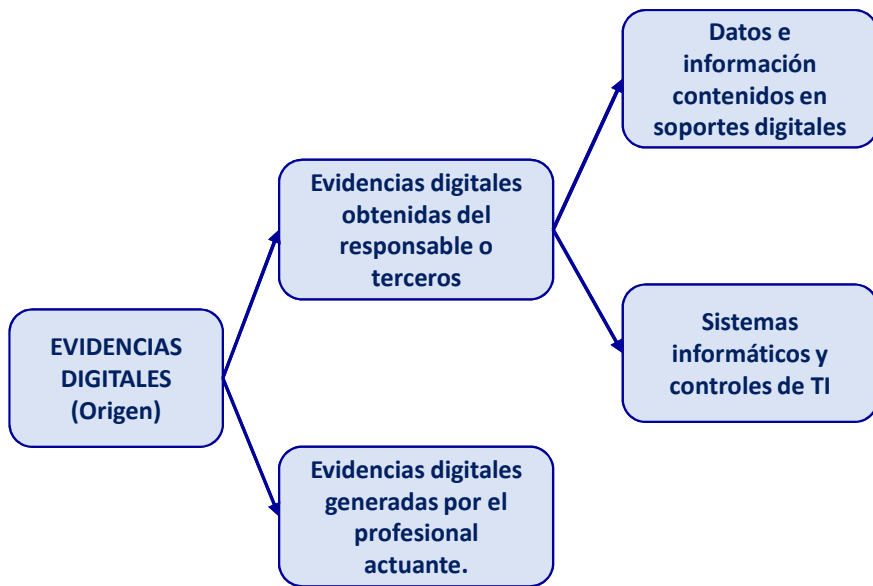 Datos e
información
contenidos en
soportes digitales
Evidencias digitales
obtenidas del
responsable o
terceros
Sistemas
informáticos y
controles de TI
EVIDENCIAS
DIGITALES
(Origen)
Evidencias digitales
generadas por el
profesional
actuante.